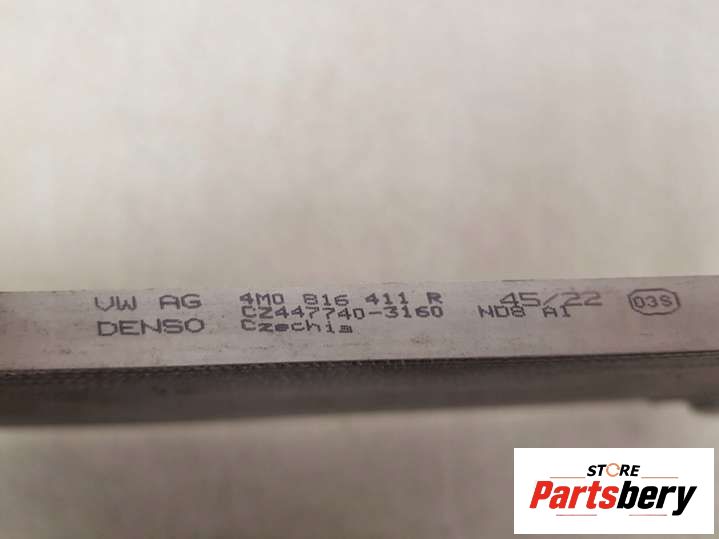 VW AG 4M0 816 411 R 45/22 03S
DENSO CZ447740-3160 ND8 A1
Czechia
STORE
Partsbery